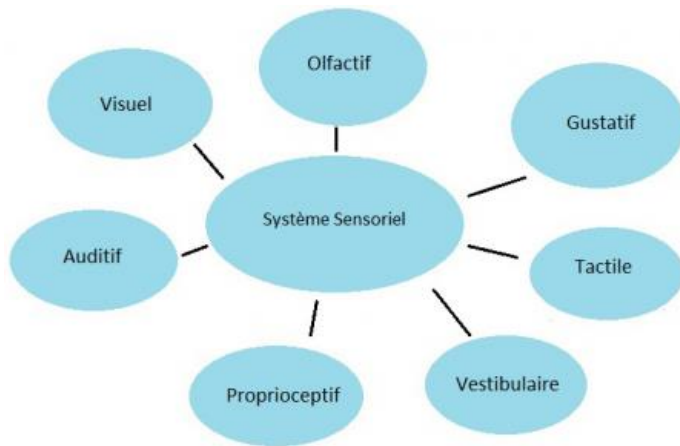 Olfactif
Visuel
Gustatif
Système Sensoriel
Auditif
Tactile
Proprioceptif
Vestibulaire